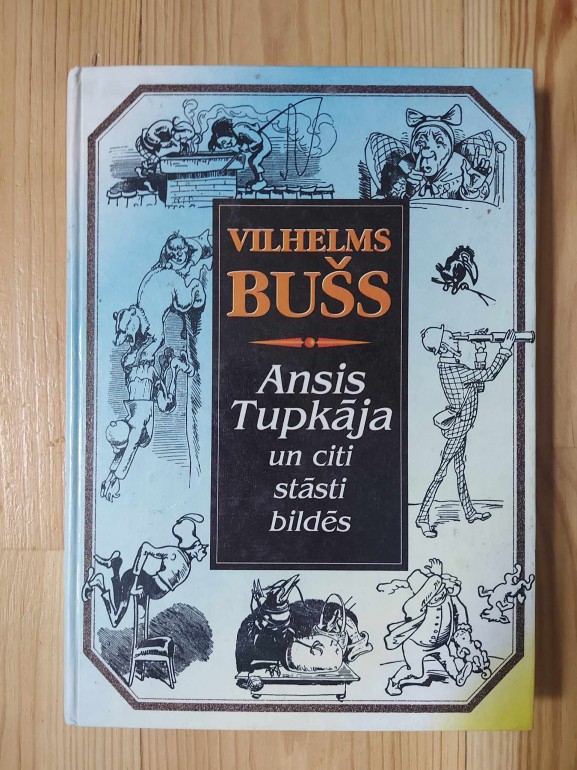 VILHELMS
BUŠS
Ansis
Tupkāja
un citi
stāsti
bildēs